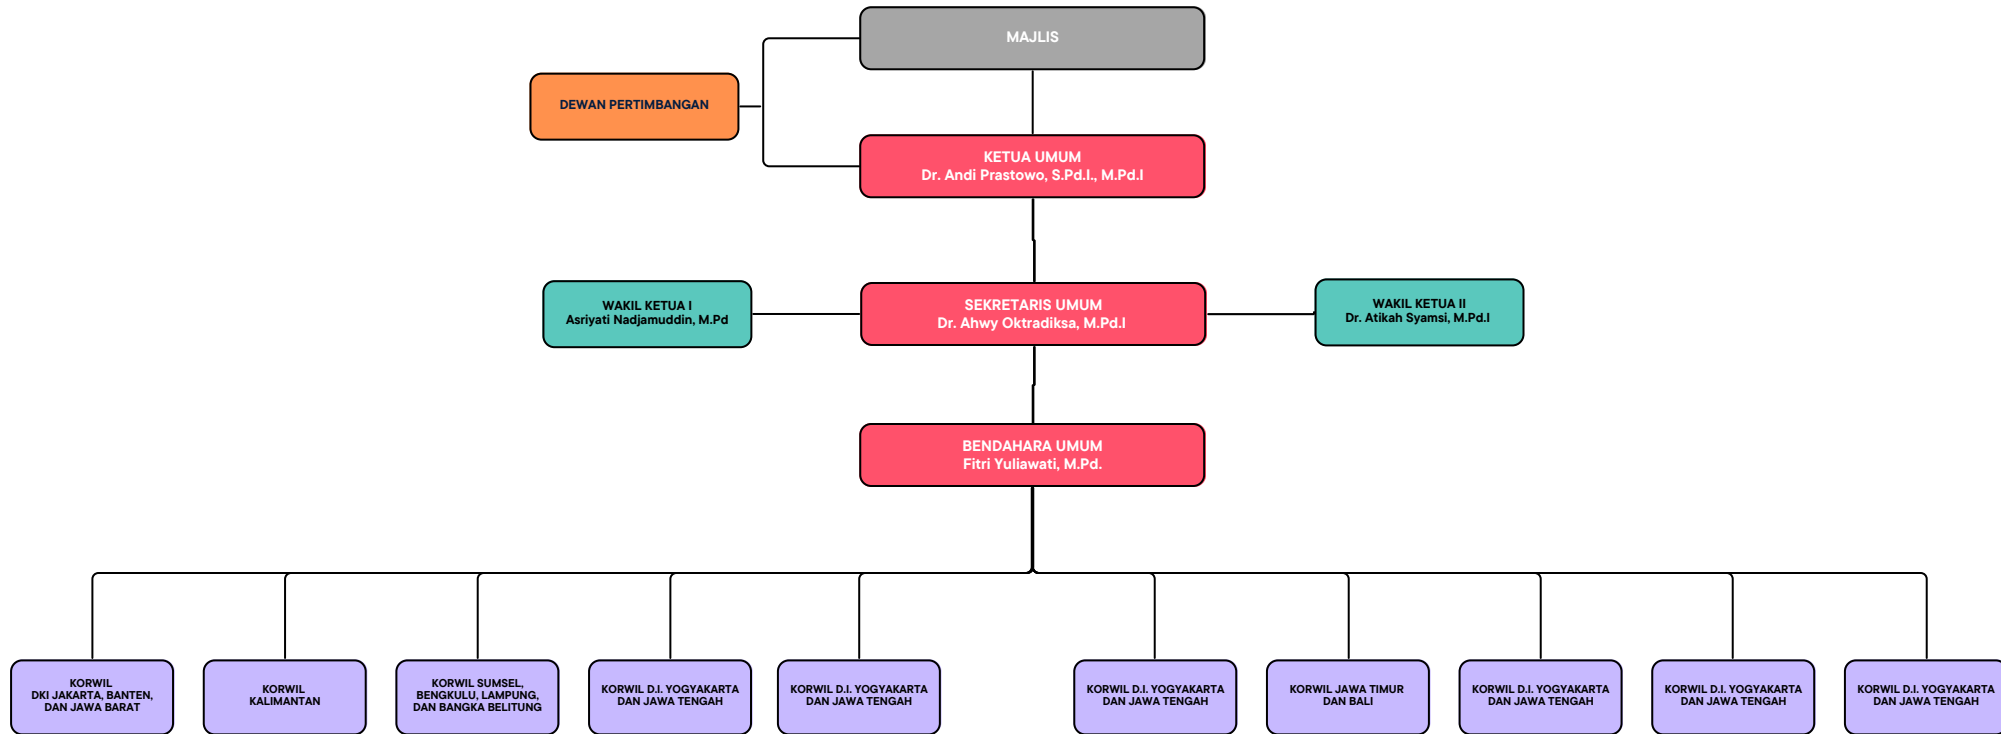 MAJLIS
DEWAN PERTIMBANGAN
KETUA UMUM
Dr. Andi Prastowo, S.Pd.I., M.Pd.I
WAKIL KETUA I
Asriyati Nadjamuddin, M.Pd
SEKRETARIS UMUM
Dr. Ahwy Oktradiksa, M.Pd.I
WAKIL KETUA II
Dr. Atikah Syamsi, M.Pd.I
BENDAHARA UMUM
Fitri Yuliawati, M.Pd.
KORWIL
DKI JAKARTA, BANTEN,
DAN JAWA BARAT
KORWIL
KALIMANTAN
KORWIL SUMSEL,
BENGKULU, LAMPUNG,
DAN BANGKA BELITUNG
KORWIL D.I. YOGYAKARTA
DAN JAWA TENGAH
KORWIL D.I. YOGYAKARTA
DAN JAWA TENGAH
KORWIL D.I. YOGYAKARTA
DAN JAWA TENGAH
KORWIL JAWA TIMUR
DAN BALI
KORWIL D.I. YOGYAKARTA
DAN JAWA TENGAH
KORWIL D.I. YOGYAKARTA
DAN JAWA TENGAH
KORWIL D.I. YOGYAKARTA
DAN JAWA TENGAH